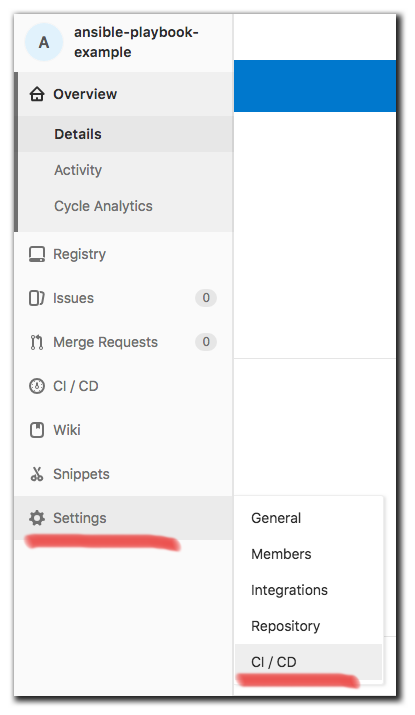 A
ansible-playbook-
example
Overview
Details
Activity
Cycle Analytics
Registry
Issues 0
Merge Requests 0
CI / CD
Wiki
Snippets
Settings
General
Members
Integrations
Repository
CI / CD